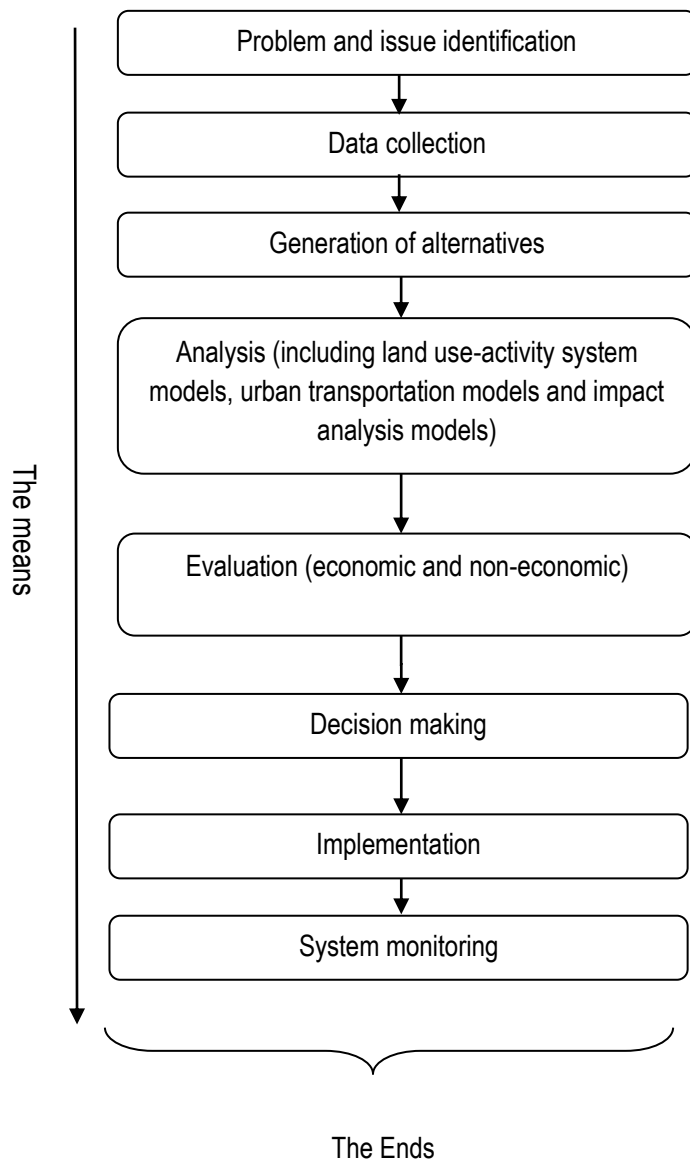 Problem and issue identification
Data collection
Generation of alternatives
Analysis (including land use-activity system
models, urban transportation models and impact
analysis models)
The means
Evaluation (economic and non-economic)
Decision making
Implementation
System monitoring
The Ends